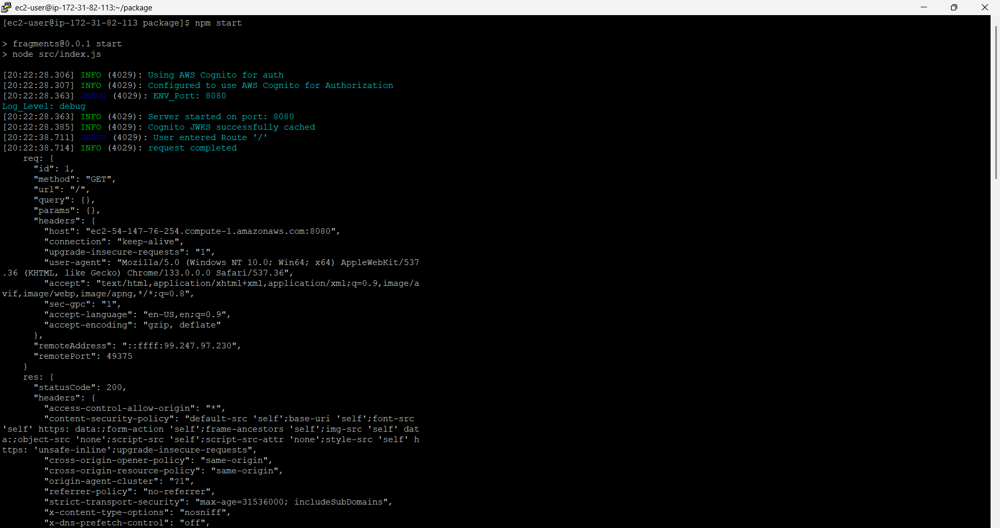 ec2-user@ip-172-31-82-113:~/package
[ec2-user@ip-172-31-82-113 package]$ npm start
> fragments@0.0.1 start
> node src/index.js
[20:22:28.306] INFO (4029): Using AWS Cognito for auth
[20:22:28.307] INFO (4029): Configured to use AWS Cognito for Authorization
[20:22:28.363] DEBUG (4029): ENV_Port: 8080
Log_Level: debug
[20:22:28.363] INFO (4029): Server started on port: 8080
[20:22:28.385] INFO (4029): Cognito JWKS successfully cached
[20:22:38.711] DEBUG (4029): User entered Route '/'
[20:22:38.714] INFO (4029): request completed
    req: {
      "id": 1,
      "method": "GET",
      "url": "/",
      "query": {},
      "params": {},
      "headers": {
        "host": "ec2-54-147-76-254.compute-1.amazonaws.com:8080",
        "connection": "keep-alive",
        "upgrade-insecure-requests": "1",
        "user-agent": "Mozilla/5.0 (Windows NT 10.0; Win64; x64) AppleWebKit/537
.36 (KHTML, like Gecko) Chrome/133.0.0.0 Safari/537.36",
        "accept": "text/html,application/xhtml+xml,application/xml;q=0.9,image/a
vif,image/webp,image/apng,*/*;q=0.8",
        "sec-gpc": "1",
        "accept-language": "en-US,en;q=0.9",
        "accept-encoding": "gzip, deflate"
      },
      "remoteAddress": "::ffff:99.247.97.230",
      "remotePort": 49375
    }
    res: {
      "statusCode": 200,
      "headers": {
        "access-control-allow-origin": "*",
        "content-security-policy": "default-src 'self';base-uri 'self';font-src
'self' https: data:;form-action 'self';frame-ancestors 'self';img-src 'self' dat
a:;object-src 'none';script-src 'self';script-src-attr 'none';style-src 'self' h
ttps: 'unsafe-inline';upgrade-insecure-requests",
        "cross-origin-opener-policy": "same-origin",
        "cross-origin-resource-policy": "same-origin",
        "origin-agent-cluster": "?1",
        "referrer-policy": "no-referrer",
        "strict-transport-security": "max-age=31536000; includeSubDomains",
        "x-content-type-options": "nosniff",
        "x-dns-prefetch-control": "off",